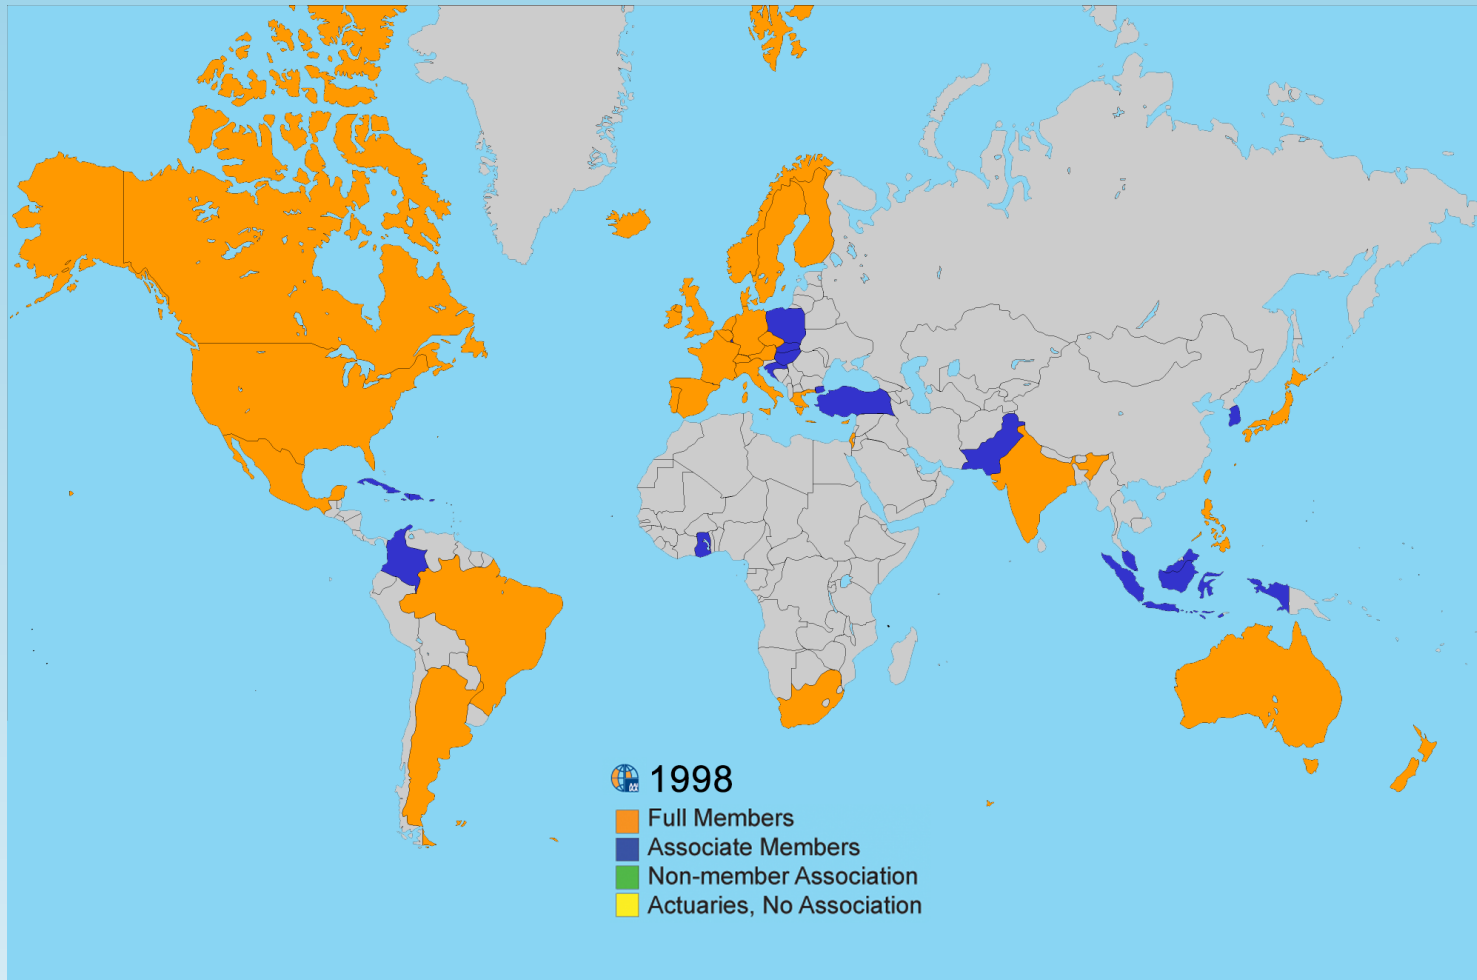 1998
Full Members
Associate Members
Non-member Association
Actuaries, No Association